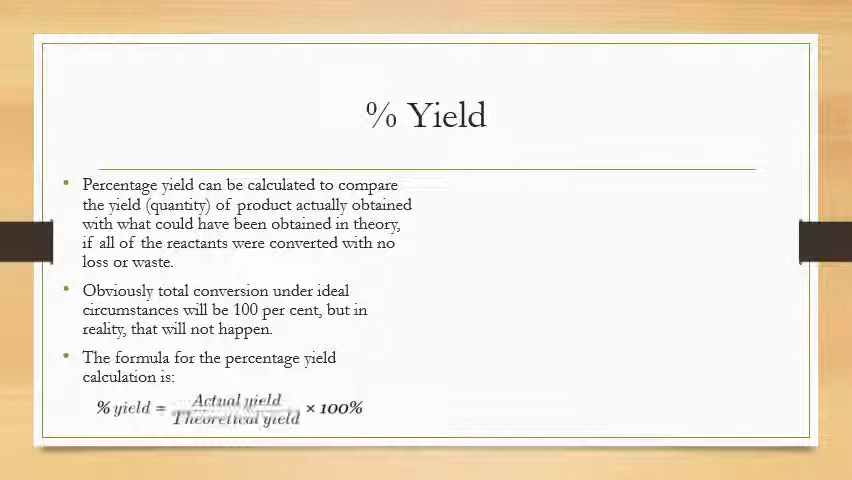 % Yield
• Percentage yield can be calculated to compare
the yield (quantity) of product actually obtained
with what could have been obtained in theory,
if all of the reactants were converted with no
loss or waste.
• Obviously total conversion under ideal
circumstances will be 100 per cent, but in
reality, that will not happen.
• The formula for the percentage yield
calculation is:
% yield = Actual yield / Theoretical yield × 100%